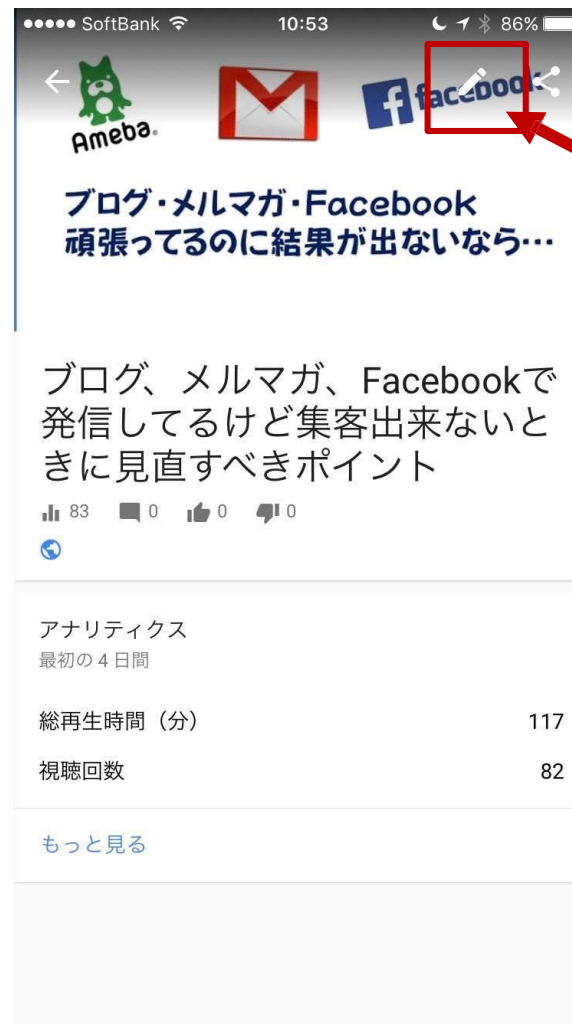 SoftBank 10:53 86%
Ameba.
facebook
ブログ・メルマガ・Facebook
頑張ってるのに結果が出ないなら…
ブログ、メルマガ、Facebookで
発信してるけど集客出来ないと
きに見直すべきポイント
83 0 0 0
アナリティクス
最初の 4 日間
総再生時間（分） 117
視聴回数 82
もっと見る